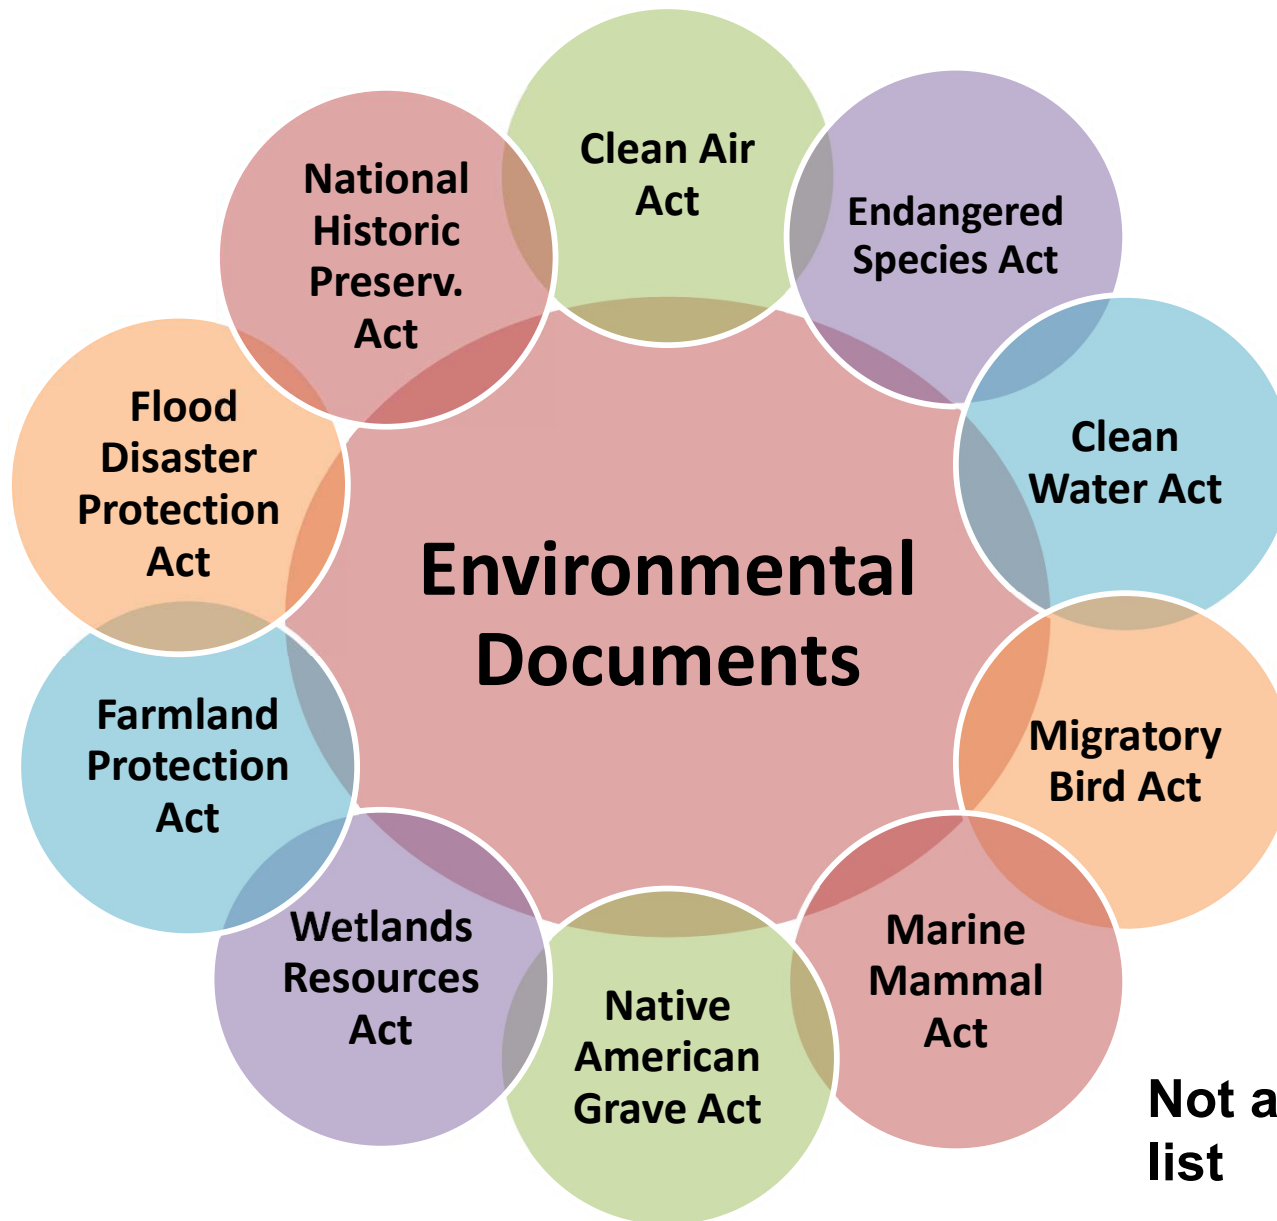 Clean Air
Act
Endangered
Species Act
Clean
Water Act
Migratory
Bird Act
Marine
Mammal
Act
Native
American
Grave Act
Wetlands
Resources
Act
Farmland
Protection
Act
Flood
Disaster
Protection
Act
National
Historic
Preserv.
Act
Environmental
Documents
Not a
list